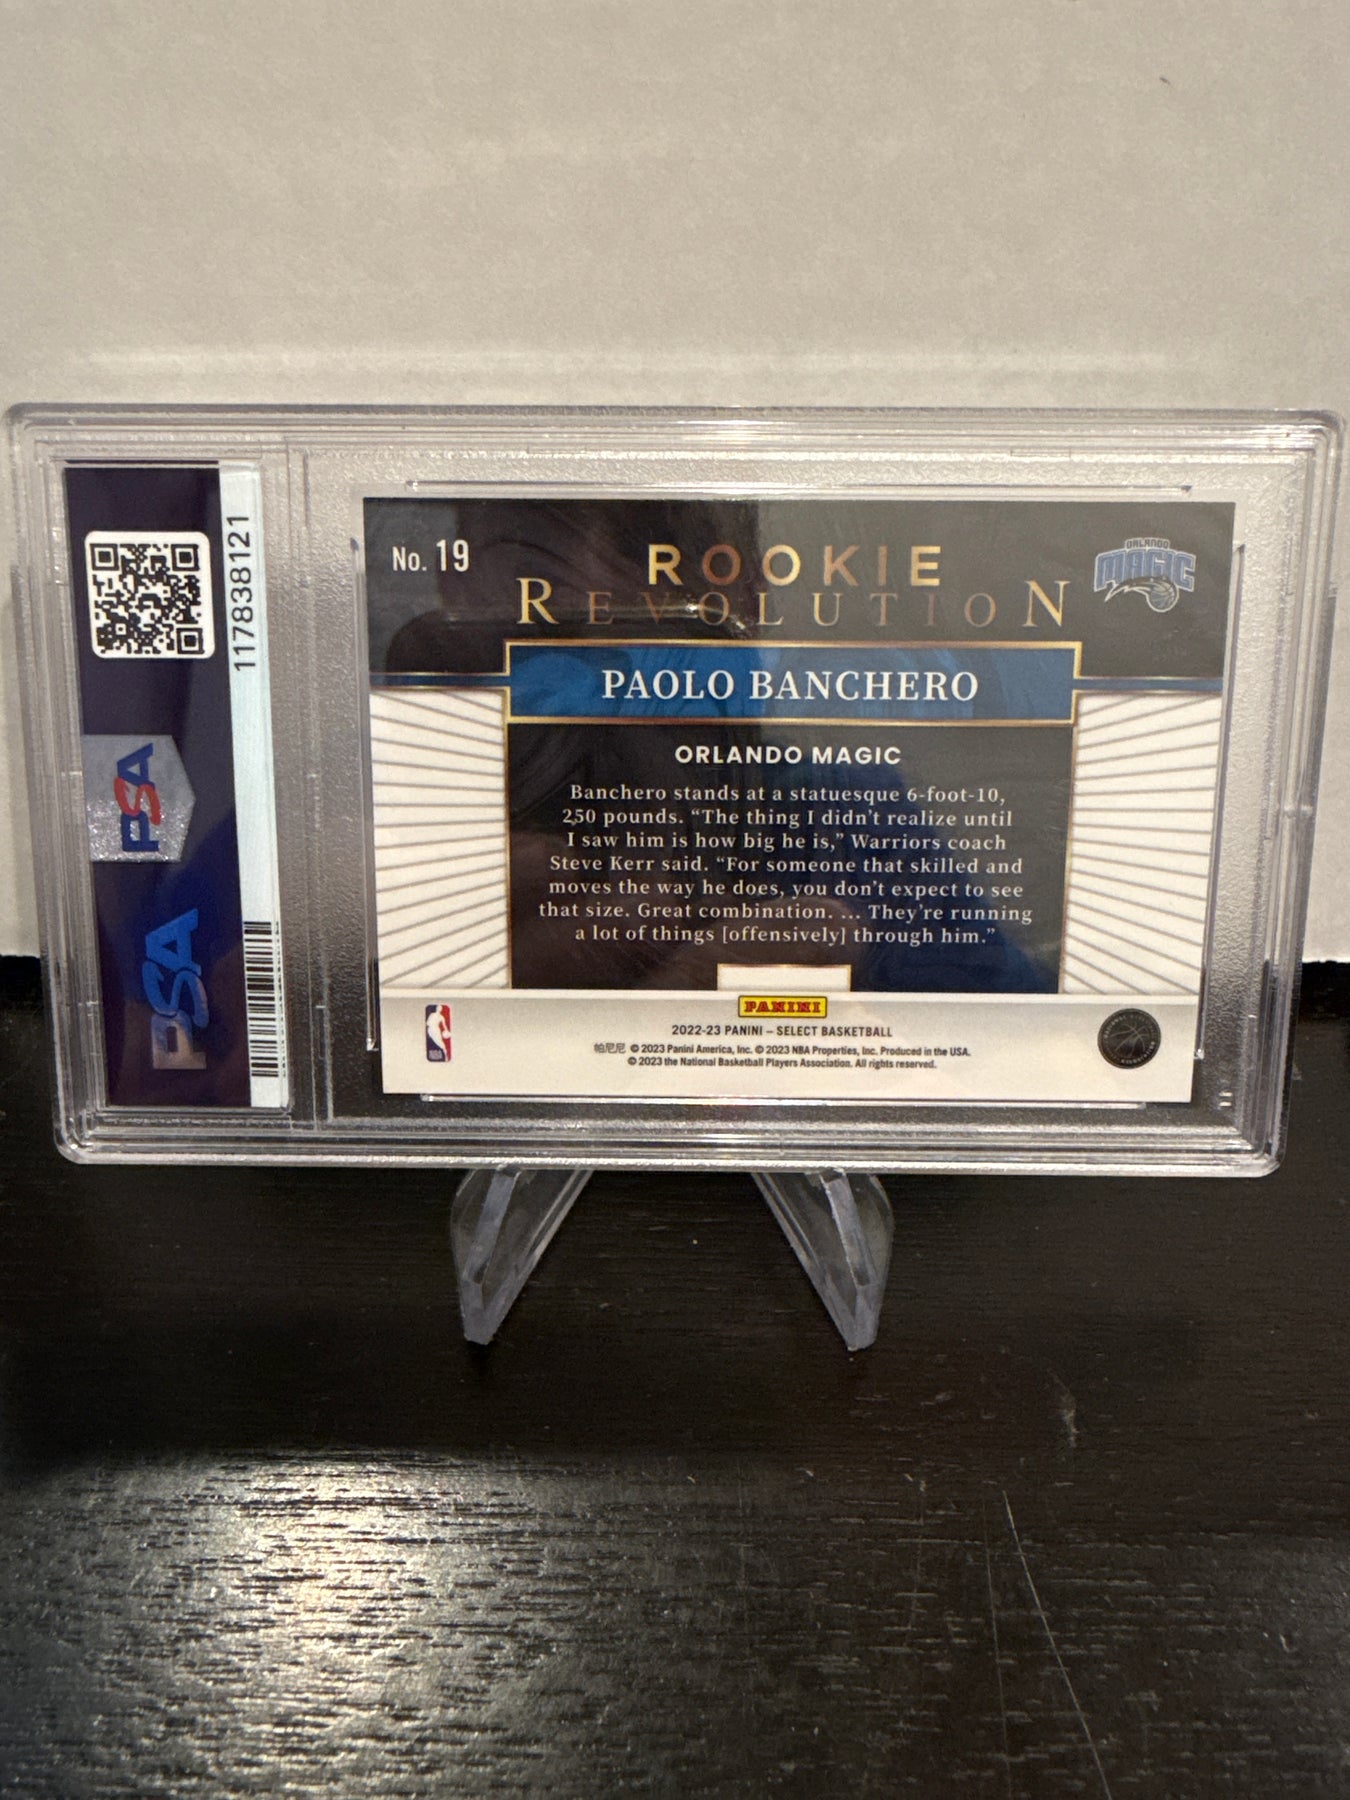 117838121
PSA
PSA
No. 19
ROOKIE
REVOLUTION
ORLANDO
MAGIC
PAOLO BANCHERO
ORLANDO MAGIC
Banchero stands at a statuesque 6-foot-10,
250 pounds. “The thing I didn’t realize until
I saw him is how big he is,” Warriors coach
Steve Kerr said. “For someone that skilled and
moves the way he does, you don’t expect to see
that size. Great combination. ... They’re running
a lot of things [offensively] through him.”
PANINI
NBA
2022-23 PANINI – SELECT BASKETBALL
帕尼尼 © 2023 Panini America, Inc. © 2023 NBA Properties, Inc. Produced in the USA.
© 2023 the National Basketball Players Association. All rights reserved.